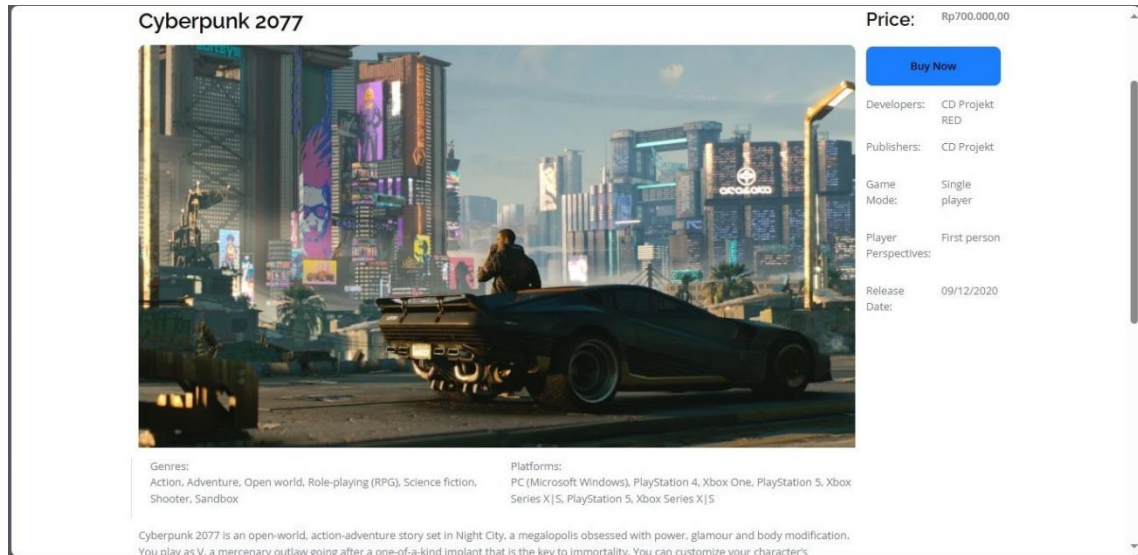 Cyberpunk 2077
Price:
Rp700.000,00
Buy Now
Developers:
CD Projekt
RED
Publishers:
CD Projekt
Game
Mode:
Single
player
Player
Perspectives:
First person
Release
Date:
09/12/2020
Genres:
Action, Adventure, Open world, Role-playing (RPG), Science fiction,
Shooter, Sandbox
Platforms:
PC (Microsoft Windows), PlayStation 4, Xbox One, PlayStation 5, Xbox
Series X|S, PlayStation 5, Xbox Series X|S
Cyberpunk 2077 is an open-world, action-adventure story set in Night City, a megalopolis obsessed with power, glamour and body modification.
You play as V, a mercenary outlaw going after a one-of-a-kind implant that is the key to immortality. You can customize your character's